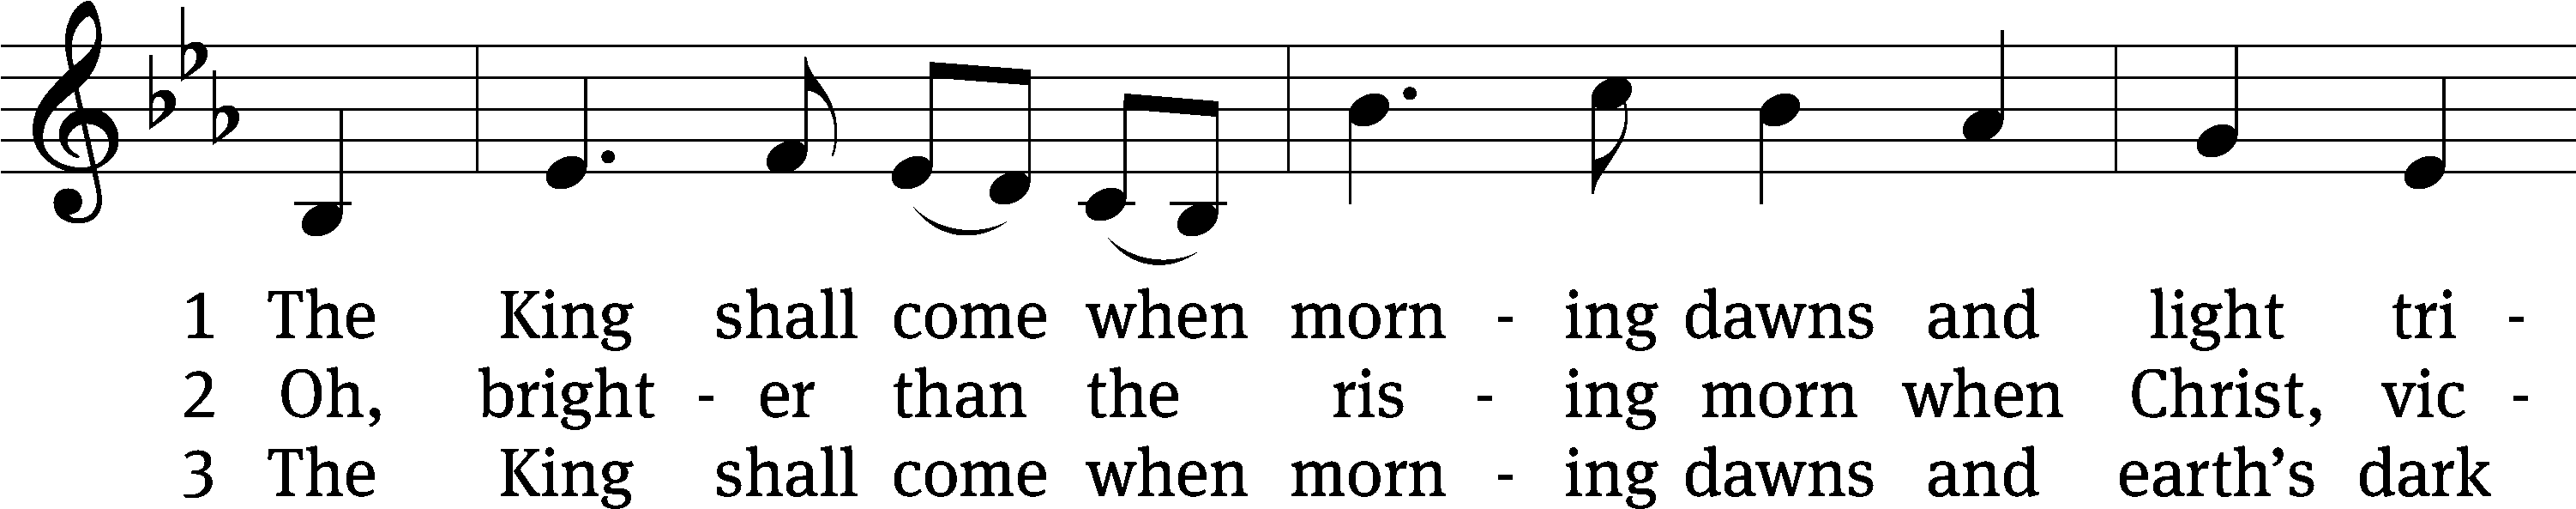 1 The King shall come when morn - ing dawns and light tri -
2 Oh, bright - er than the ris - ing morn when Christ, vic -
3 The King shall come when morn - ing dawns and earth’s dark